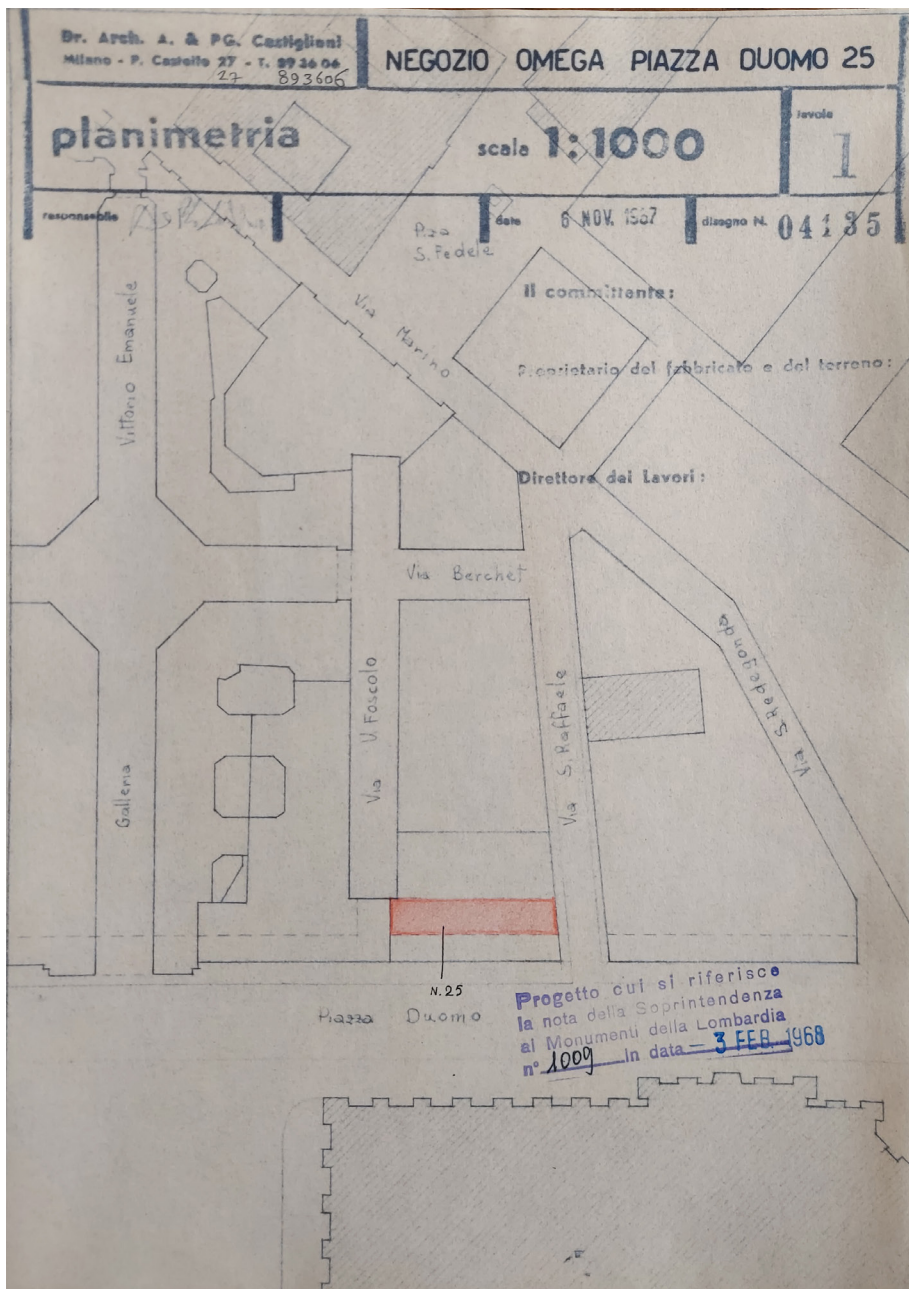 Dr. Arch. A. & PG. Castiglioni
Milano - P. Castello 27 - T. 89 36 06
27 893606
NEGOZIO OMEGA PIAZZA DUOMO 25
planimetria
scala 1:1000
tavola
1
responsabile
data 6 NOV. 1967
disegno N. 04135
P.za
S. Fedele
Il committente:
Via Marino
Proprietario del fabbricato e del terreno:
Vittorio Emanuele
Direttore dei Lavori:
Via Berchet
Via S. Redegonda
Via U. Foscolo
Via S. Raffaele
Galleria
N. 25
Piazza Duomo
Progetto cui si riferisce
la nota della Soprintendenza
ai Monumenti della Lombardia
n° 1009 in data - 3 FEB. 1968